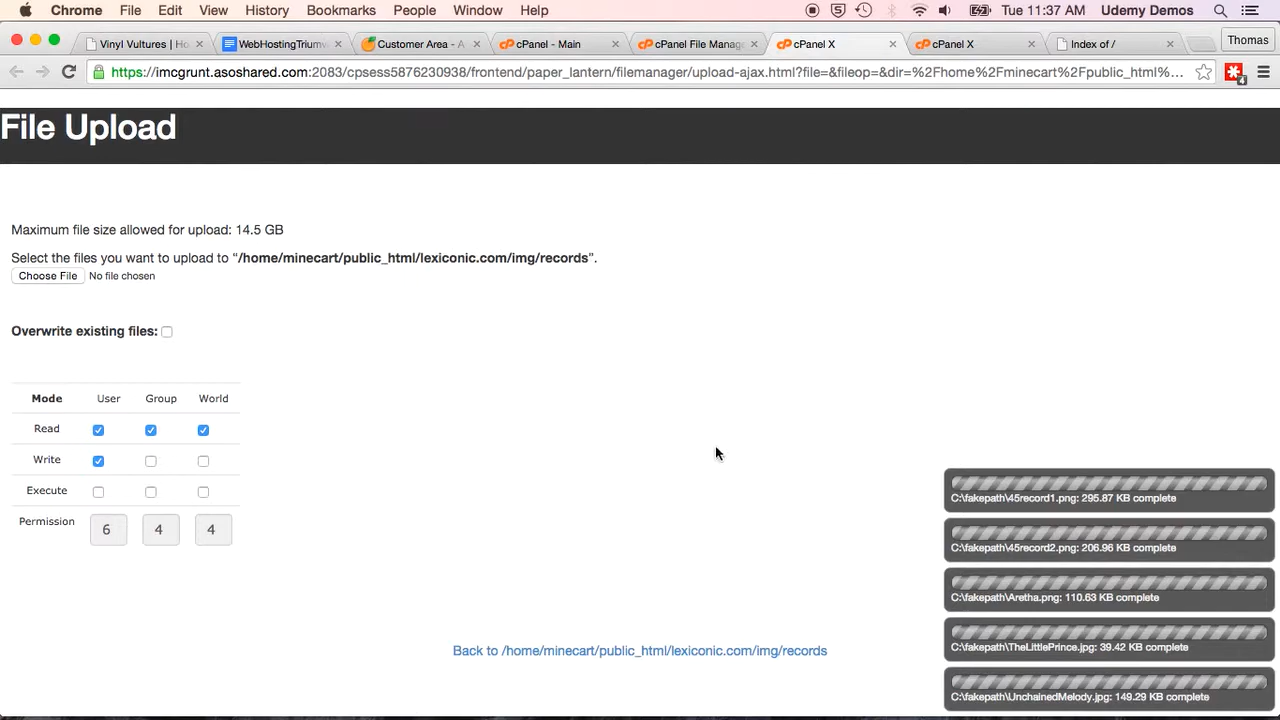 Chrome File Edit View History Bookmarks People Window Help Tue 11:37 AM Udemy Demos
Vinyl Vultures | Ho
WebHostingTriumv
Customer Area - A
cPanel - Main
cPanel File Manag
cPanel X
cPanel X
Index of /
Thomas
https://imcgrunt.asoshared.com:2083/cpsess5876230938/frontend/paper_lantern/filemanager/upload-ajax.html?file=&fileop=&dir=%2Fhome%2Fminecart%2Fpublic_html%...
File Upload
Maximum file size allowed for upload: 14.5 GB
Select the files you want to upload to “/home/minecart/public_html/lexiconic.com/img/records”.
Choose File No file chosen
Overwrite existing files:
Mode User Group World
Read
Write
Execute
Permission 6 4 4
Back to /home/minecart/public_html/lexiconic.com/img/records
C:\fakepath\45record1.png: 295.87 KB complete
C:\fakepath\45record2.png: 206.96 KB complete
C:\fakepath\Aretha.png: 110.63 KB complete
C:\fakepath\TheLittlePrince.jpg: 39.42 KB complete
C:\fakepath\UnchainedMelody.jpg: 149.29 KB complete